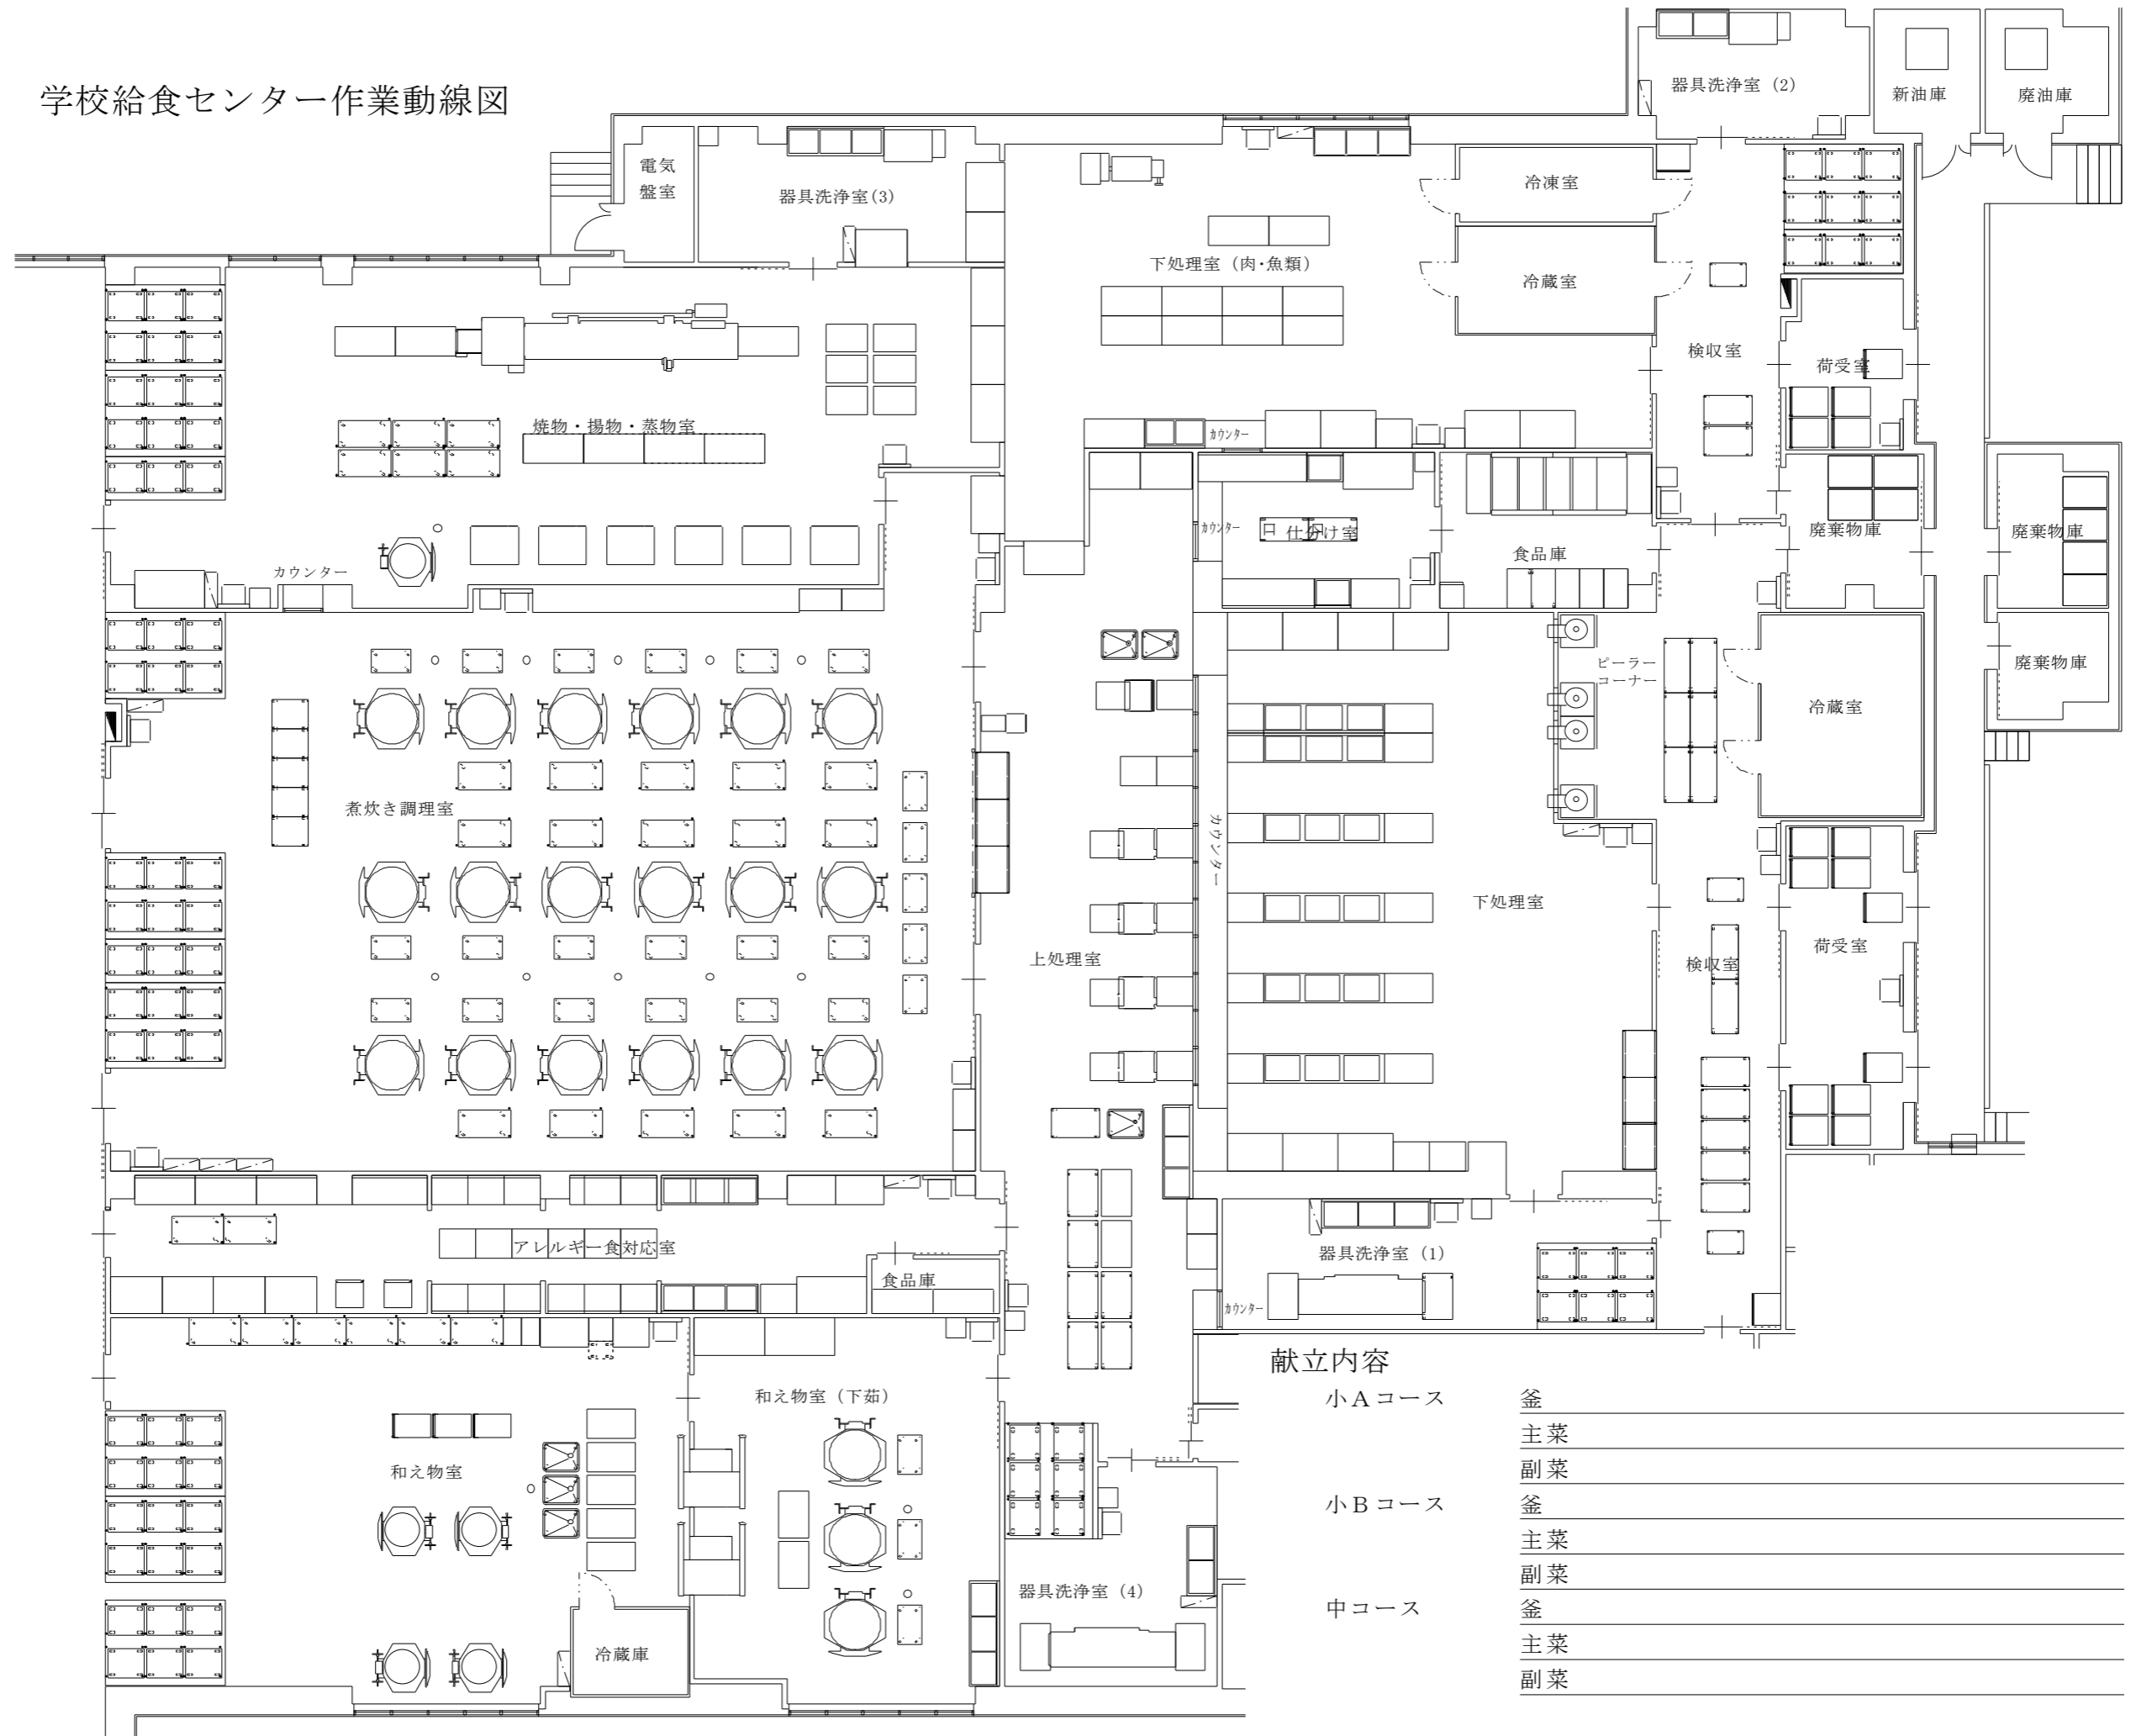 学校給食センター作業動線図
器具洗浄室（2）
新油庫
廃油庫
電気
盤室
器具洗浄室(3)
冷凍室
下処理室（肉・魚類）
冷蔵室
検収室
荷受室
焼物・揚物・蒸物室
カウンター
カウンター
仕分け室
食品庫
廃棄物庫
廃棄物庫
カウンター
ピーラー
コーナー
廃棄物庫
冷蔵室
煮炊き調理室
カウンター
下処理室
上処理室
検収室
荷受室
アレルギー食対応室
食品庫
器具洗浄室（1）
カウンター
和え物室（下茹）
和え物室
器具洗浄室（4）
冷蔵庫
献立内容
小Aコース 釜
主菜
副菜
小Bコース 釜
主菜
副菜
中コース 釜
主菜
副菜